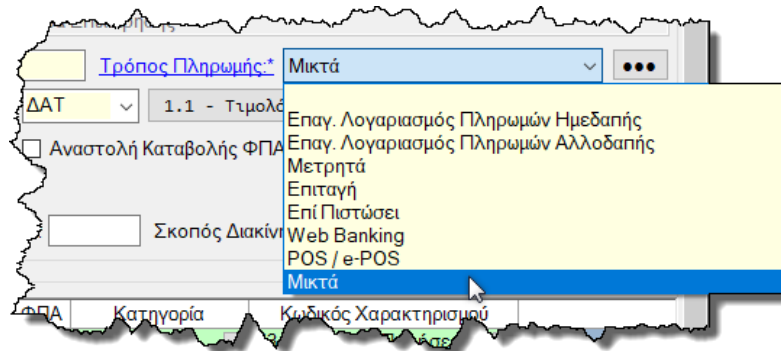 Τρόπος Πληρωμής:* Μικτά
ΔΑΤ 1.1 - Τιμολό
Επαγ. Λογαριασμός Πληρωμών Ημεδαπής
Αναστολή Καταβολής ΦΠΑ Επαγ. Λογαριασμός Πληρωμών Αλλοδαπής
Μετρητά
Επιταγή
Επί Πιστώσει
Σκοπός Διακίν Web Banking
POS / e-POS
Μικτά
ΦΠΑ Κατηγορία Κωδικός Χαρακτηρισμού